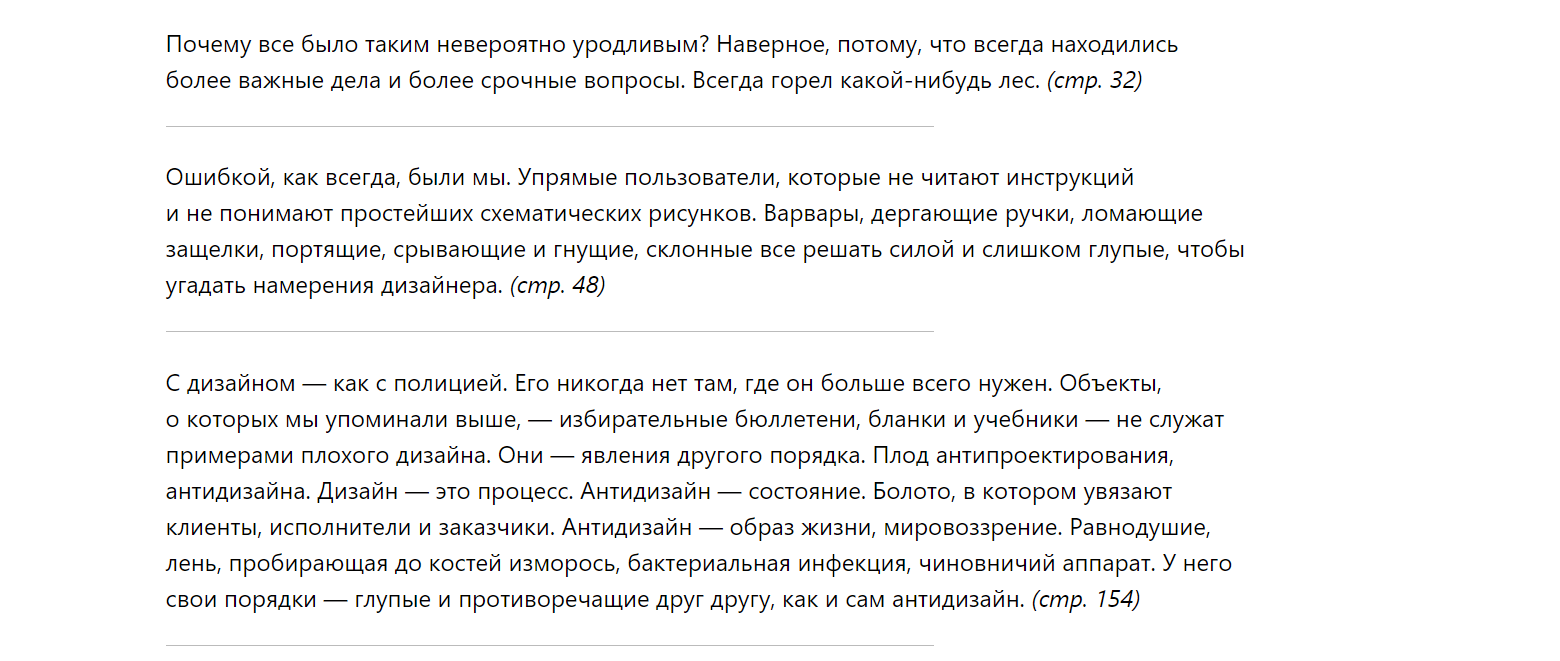 Почему все было таким невероятно уродливым? Наверное, потому, что всегда находились
более важные дела и более срочные вопросы. Всегда горел какой-нибудь лес. (стр. 32)
Ошибкой, как всегда, были мы. Упрямые пользователи, которые не читают инструкций
и не понимают простейших схематических рисунков. Варвары, дергающие ручки, ломающие
защелки, портящие, срывающие и гнущие, склонные все решать силой и слишком глупые, чтобы
угадать намерения дизайнера. (стр. 48)
С дизайном — как с полицией. Его никогда нет там, где он больше всего нужен. Объекты,
о которых мы упоминали выше, — избирательные бюллетени, бланки и учебники — не служат
примерами плохого дизайна. Они — явления другого порядка. Плод антипроектирования,
антидизайна. Дизайн — это процесс. Антидизайн — состояние. Болото, в котором увязают
клиенты, исполнители и заказчики. Антидизайн — образ жизни, мировоззрение. Равнодушие,
лень, пробирающая до костей изморось, бактериальная инфекция, чиновничий аппарат. У него
свои порядки — глупые и противоречащие друг другу, как и сам антидизайн. (стр. 154)